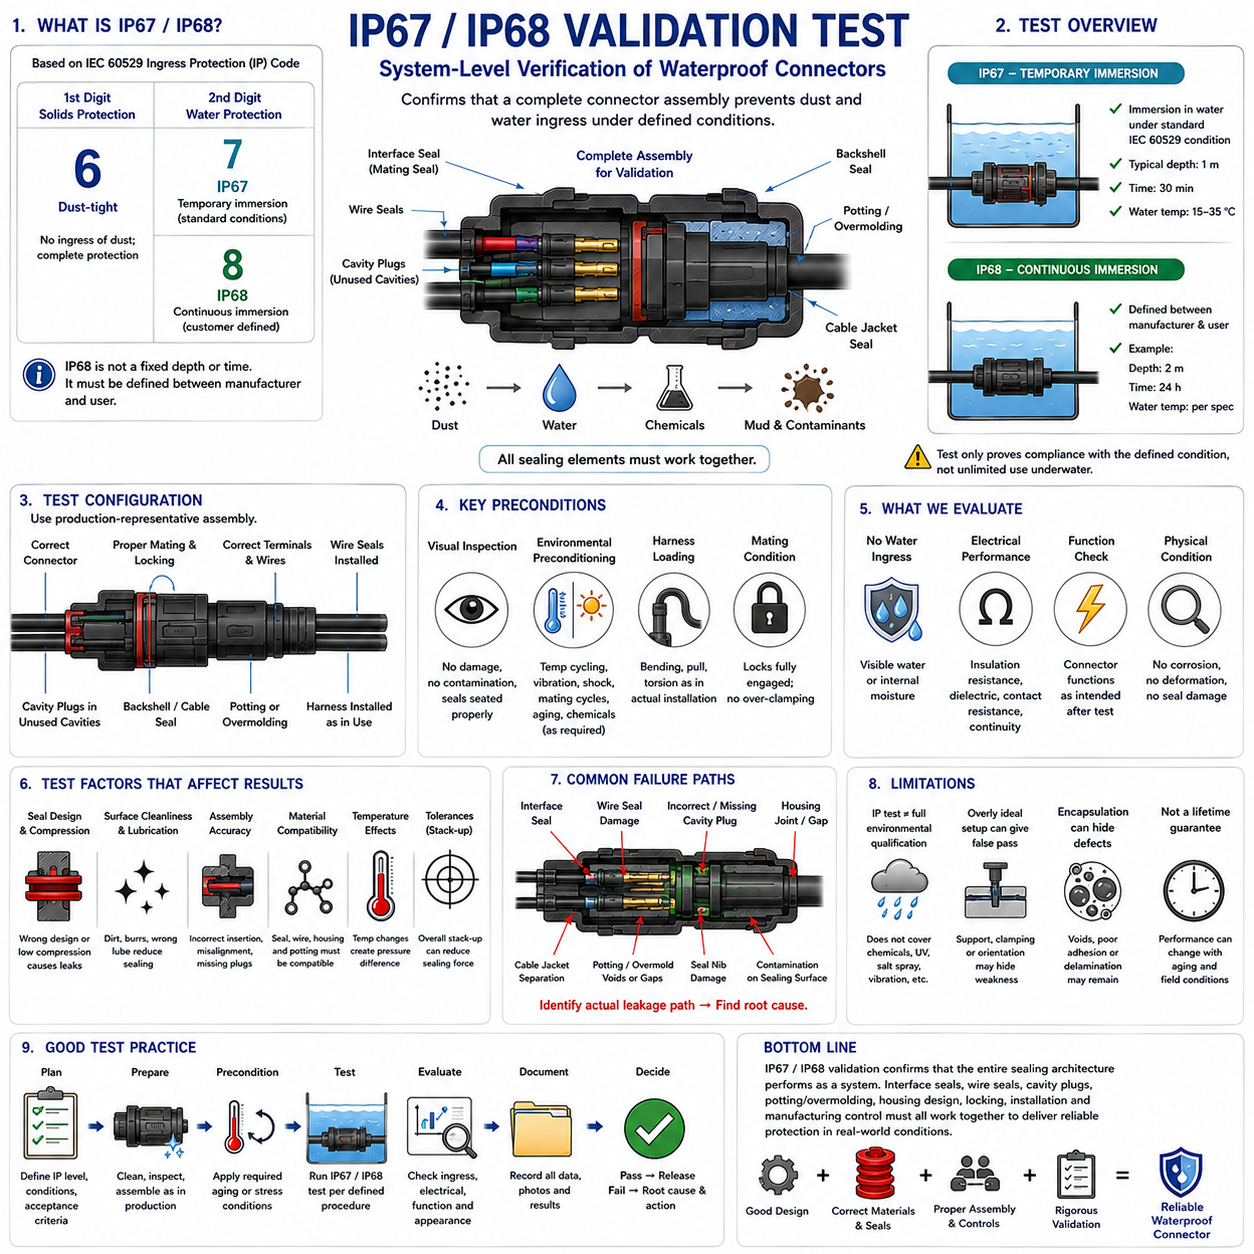 1. WHAT IS IP67 / IP68?
Based on IEC 60529 Ingress Protection (IP) Code
1st Digit
Solids Protection
2nd Digit
Water Protection
6
Dust-tight
No ingress of dust;
complete protection
7
IP67
Temporary immersion
(standard conditions)
8
IP68
Continuous immersion
(customer defined)
i
IP68 is not a fixed depth or time.
It must be defined between manufacturer
and user.
IP67 / IP68 VALIDATION TEST
System-Level Verification of Waterproof Connectors
Confirms that a complete connector assembly prevents dust and
water ingress under defined conditions.
Interface Seal
(Mating Seal)
Complete Assembly
for Validation
Backshell
Seal
Wire Seals
Potting /
Overmolding
Cavity Plugs
(Unused Cavities)
Cable Jacket
Seal
Dust
Water
Chemicals
Mud & Contaminants
All sealing elements must work together.
2. TEST OVERVIEW
IP67 – TEMPORARY IMMERSION
Immersion in water
under standard
IEC 60529 condition
Typical depth: 1 m
Time: 30 min
Water temp: 15–35 °C
IP68 – CONTINUOUS IMMERSION
Defined between
manufacturer & user
Example:
Depth: 2 m
Time: 24 h
Water temp: per spec
Test only proves compliance with the defined condition,
not unlimited use underwater.
3. TEST CONFIGURATION
Use production-representative assembly.
Correct
Connector
Proper Mating &
Locking
Correct Terminals
& Wires
Wire Seals
Installed
Cavity Plugs in
Unused Cavities
Backshell / Cable
Seal
Potting or
Overmolding
Harness Installed
as in Use
4. KEY PRECONDITIONS
Visual Inspection
No damage,
no contamination,
seals seated
properly
Environmental
Preconditioning
Temp cycling,
vibration, shock,
mating cycles,
aging, chemicals
(as required)
Harness
Loading
Bending, pull,
torsion as in
actual installation
Mating
Condition
Locks fully
engaged;
no over-clamping
5. WHAT WE EVALUATE
No Water
Ingress
Visible water
or internal
moisture
Electrical
Performance
Ω
Insulation
resistance,
dielectric, contact
resistance,
continuity
Function
Check
Connector
functions
as intended
after test
Physical
Condition
No corrosion,
no deformation,
no seal damage
6. TEST FACTORS THAT AFFECT RESULTS
Seal Design
& Compression
Wrong design or
low compression
causes leaks
Surface Cleanliness
& Lubrication
Dirt, burrs, wrong
lube reduce
sealing
Assembly
Accuracy
Incorrect insertion,
misalignment,
missing plugs
Material
Compatibility
Seal, wire, housing
and potting must
be compatible
Temperature
Effects
Temp changes
create pressure
difference
Tolerances
(Stack-up)
Overall stack-up
can reduce
sealing force
7. COMMON FAILURE PATHS
Interface
Seal
Wire Seal
Damage
Incorrect / Missing
Cavity Plug
Housing
Joint / Gap
Cable Jacket
Separation
Potting / Overmold
Voids or Gaps
Seal Nib
Damage
Contamination
on Sealing Surface
Identify actual leakage path → Find root cause.
8. LIMITATIONS
IP test ≠ full
environmental
qualification
Does not cover
chemicals, UV,
salt spray,
vibration, etc.
Overly ideal
setup can give
false pass
Support, clamping
or orientation
may hide
weakness
Encapsulation
can hide
defects
Voids, poor
adhesion or
delamination
may remain
Not a lifetime
guarantee
Performance can
change with
aging and
field conditions
9. GOOD TEST PRACTICE
Plan
Define IP level,
conditions,
acceptance
criteria
Prepare
Clean, inspect,
assemble as in
production
Precondition
Apply required
aging or stress
conditions
Test
Run IP67 / IP68
test per defined
procedure
Evaluate
Check ingress,
electrical,
function and
appearance
Document
Record all data,
photos and
results
Decide
Pass → Release
Fail → Root cause &
action
BOTTOM LINE
IP67 / IP68 validation confirms that the entire sealing architecture
performs as a system. Interface seals, wire seals, cavity plugs,
potting/overmolding, housing design, locking, installation and
manufacturing control must all work together to deliver reliable
protection in real-world conditions.
Good Design
+
Correct Materials
& Seals
+
Proper Assembly
& Controls
+
Rigorous
Validation
=
Reliable
Waterproof
Connector